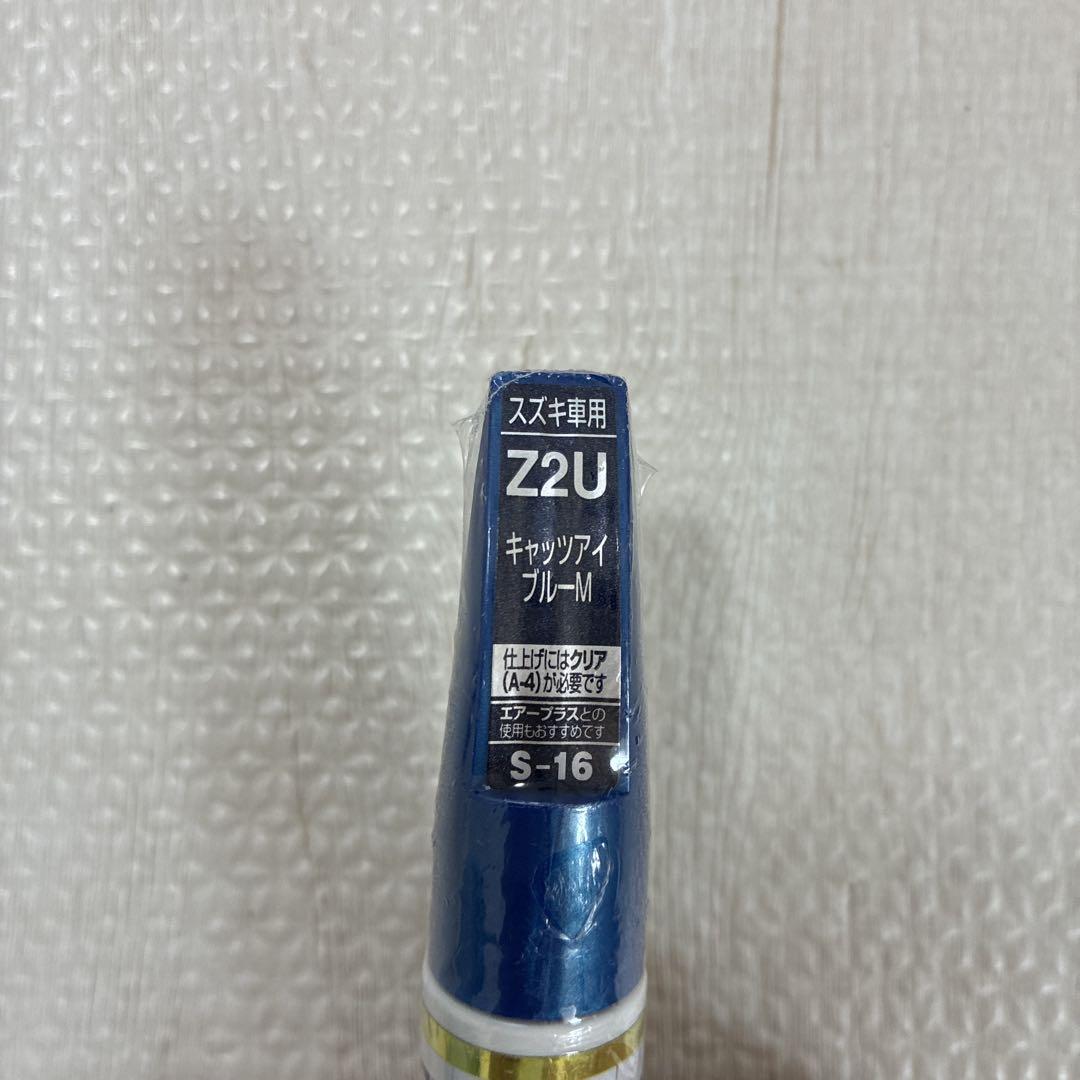 スズキ車用
Z2U
キャッツアイ
ブルーM
仕上げにはクリア
(A-4)が必要です
エアープラスとの
使用もおすすめです
S-16